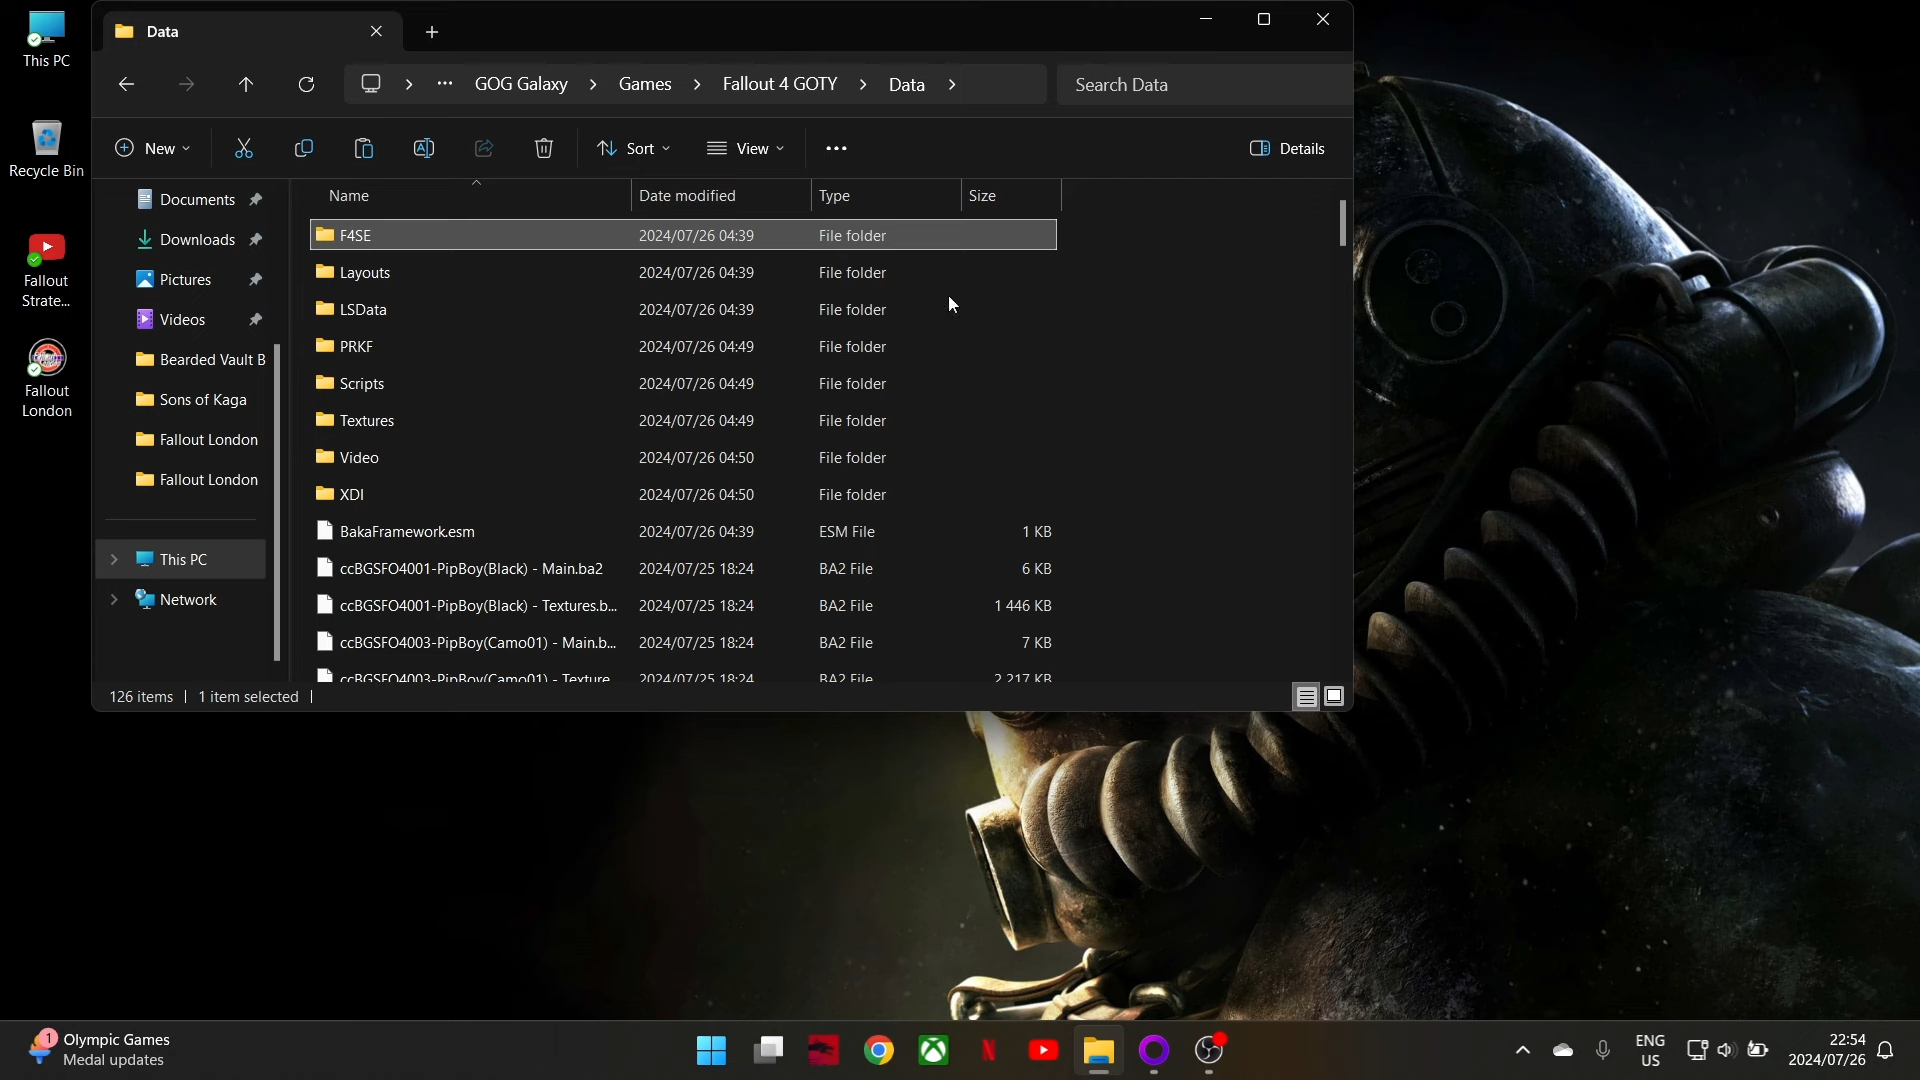 This PC
Recycle Bin
Fallout
Strate...
Fallout
London
Data
GOG Galaxy
Games
Fallout 4 GOTY
Data
Search Data
New
Sort
View
Details
Documents
Downloads
Pictures
Videos
Bearded Vault B
Sons of Kaga
Fallout London
Fallout London
This PC
Network
Name Date modified Type Size
F4SE 2024/07/26 04:39 File folder
Layouts 2024/07/26 04:39 File folder
LSData 2024/07/26 04:39 File folder
PRKF 2024/07/26 04:49 File folder
Scripts 2024/07/26 04:49 File folder
Textures 2024/07/26 04:49 File folder
Video 2024/07/26 04:50 File folder
XDI 2024/07/26 04:50 File folder
BakaFramework.esm 2024/07/26 04:39 ESM File 1 KB
ccBGSFO4001-PipBoy(Black) - Main.ba2 2024/07/25 18:24 BA2 File 6 KB
ccBGSFO4001-PipBoy(Black) - Textures.b... 2024/07/25 18:24 BA2 File 1 446 KB
ccBGSFO4003-PipBoy(Camo01) - Main.b... 2024/07/25 18:24 BA2 File 7 KB
ccBGSFO4003-PipBoy(Camo01) - Texture 2024/07/25 18:24 BA2 File 2 217 KB
126 items 1 item selected
1
Olympic Games
Medal updates
ENG
US
22:54
2024/07/26